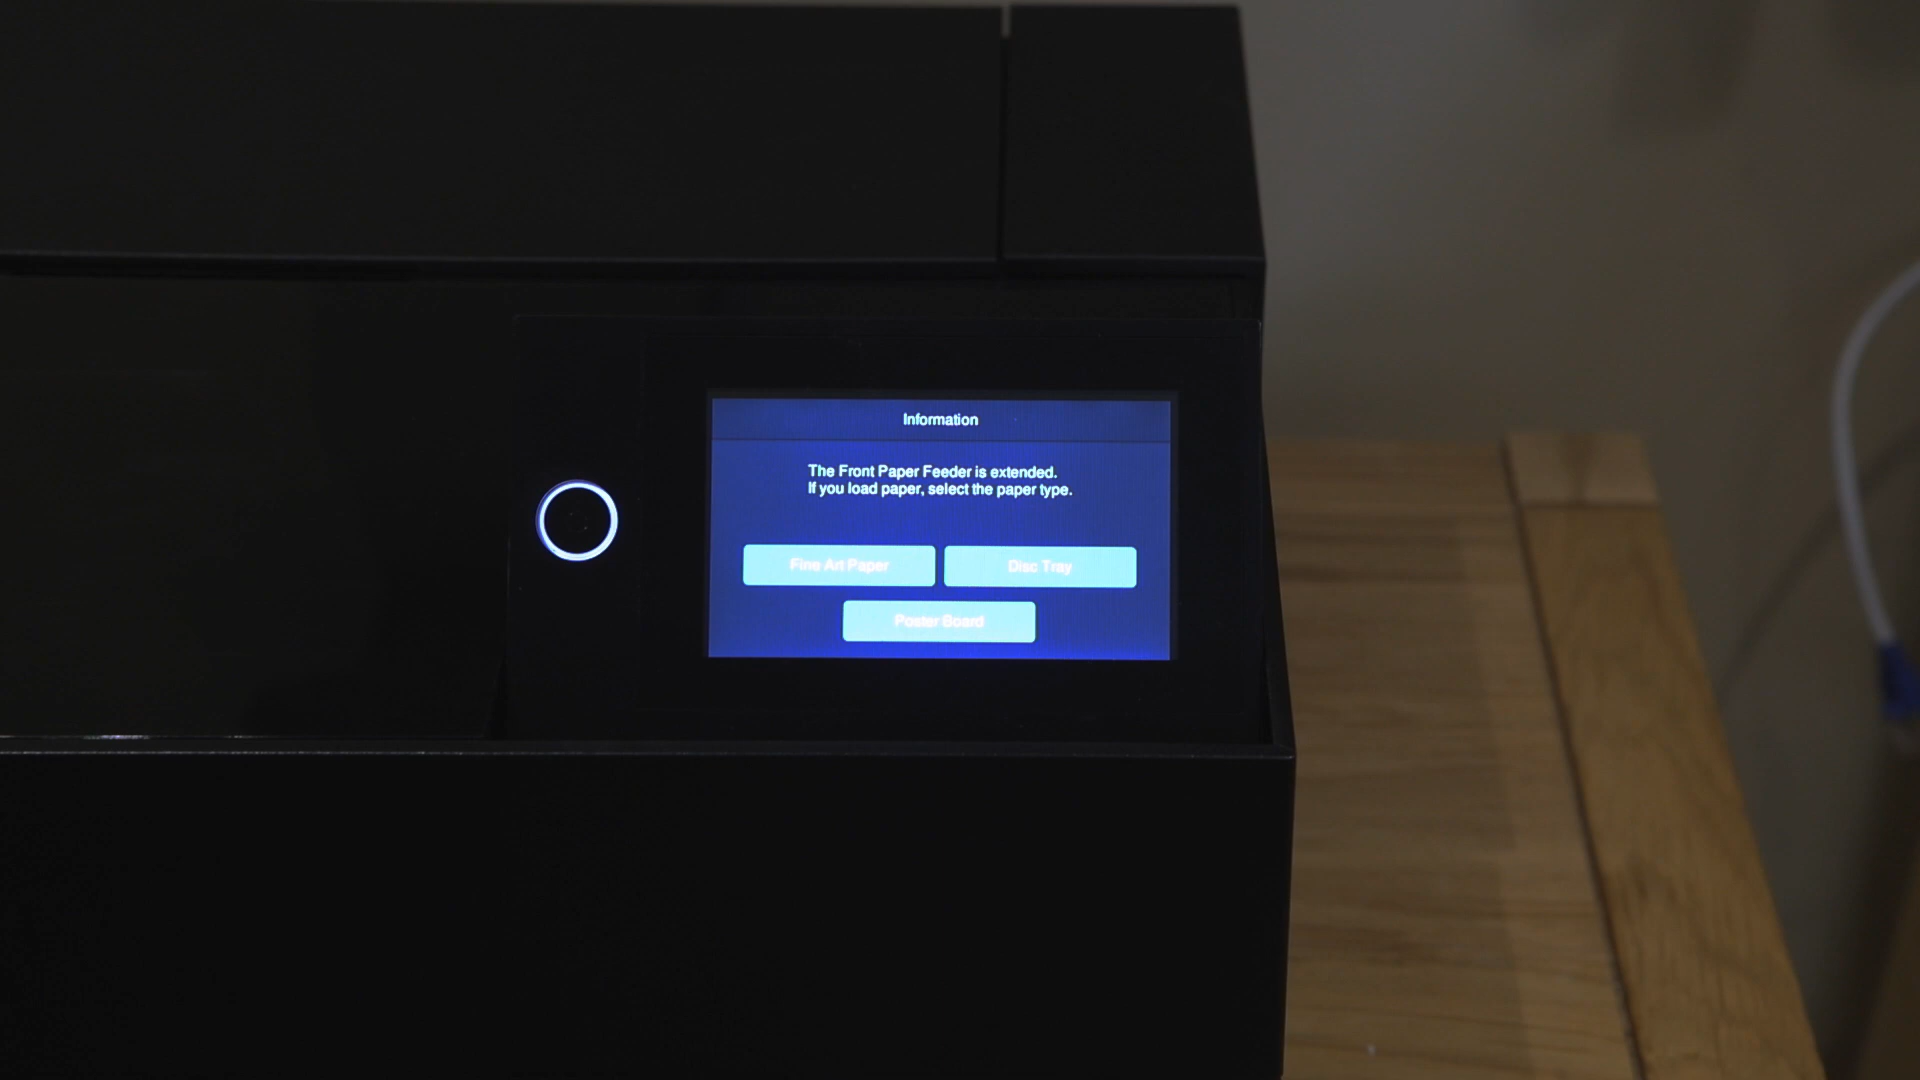 Information
The Front Paper Feeder is extended.
If you load paper, select the paper type.
Fine Art Paper
Disc Tray
Poster Board